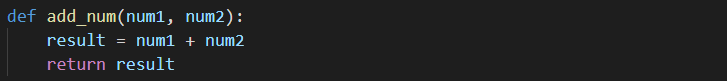 def add_num(num1, num2):
    result = num1 + num2
    return result